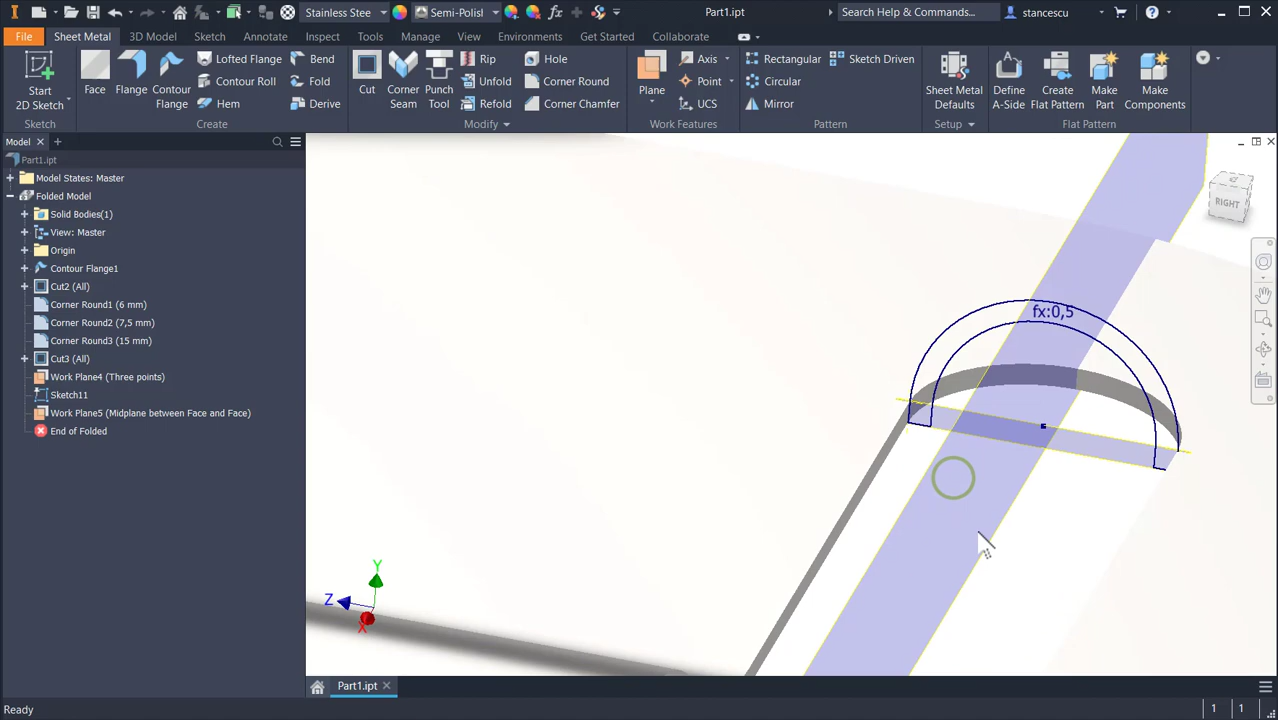 Stainless Stee
Semi-Polish
fx
Part1.ipt
Search Help & Commands...
stancescu
File
Sheet Metal
3D Model
Sketch
Annotate
Inspect
Tools
Manage
View
Environments
Get Started
Collaborate
Start
2D Sketch
Face
Flange
Contour
Flange
Lofted Flange
Contour Roll
Hem
Bend
Fold
Derive
Cut
Corner
Seam
Punch
Tool
Rip
Unfold
Refold
Hole
Corner Round
Corner Chamfer
Plane
Axis
Point
UCS
Rectangular
Circular
Mirror
Sketch Driven
Sheet Metal
Defaults
Define
A-Side
Create
Flat Pattern
Make
Part
Make
Components
Sketch
Create
Modify
Work Features
Pattern
Setup
Flat Pattern
Model
Part1.ipt
Model States: Master
Folded Model
Solid Bodies(1)
View: Master
Origin
Contour Flange1
Cut2 (All)
Corner Round1 (6 mm)
Corner Round2 (7,5 mm)
Corner Round3 (15 mm)
Cut3 (All)
Work Plane4 (Three points)
Sketch11
Work Plane5 (Midplane between Face and Face)
End of Folded
RIGHT
fx:0,5
Y
Z
X
Part1.ipt
Ready
1
1